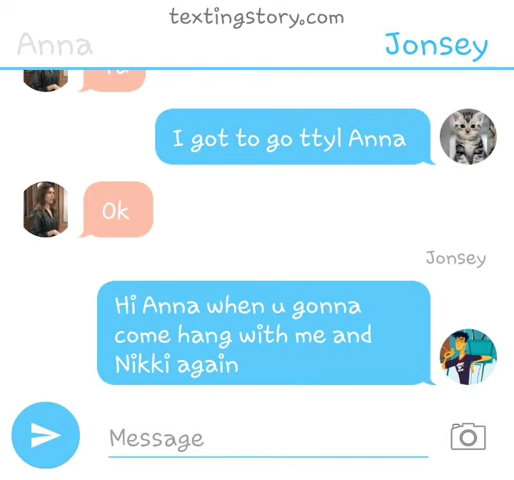 textingstory.com
Anna
Jonsey
I got to go ttyl Anna
Ok
Jonsey
Hi Anna when u gonna
come hang with me and
Nikki again
Message